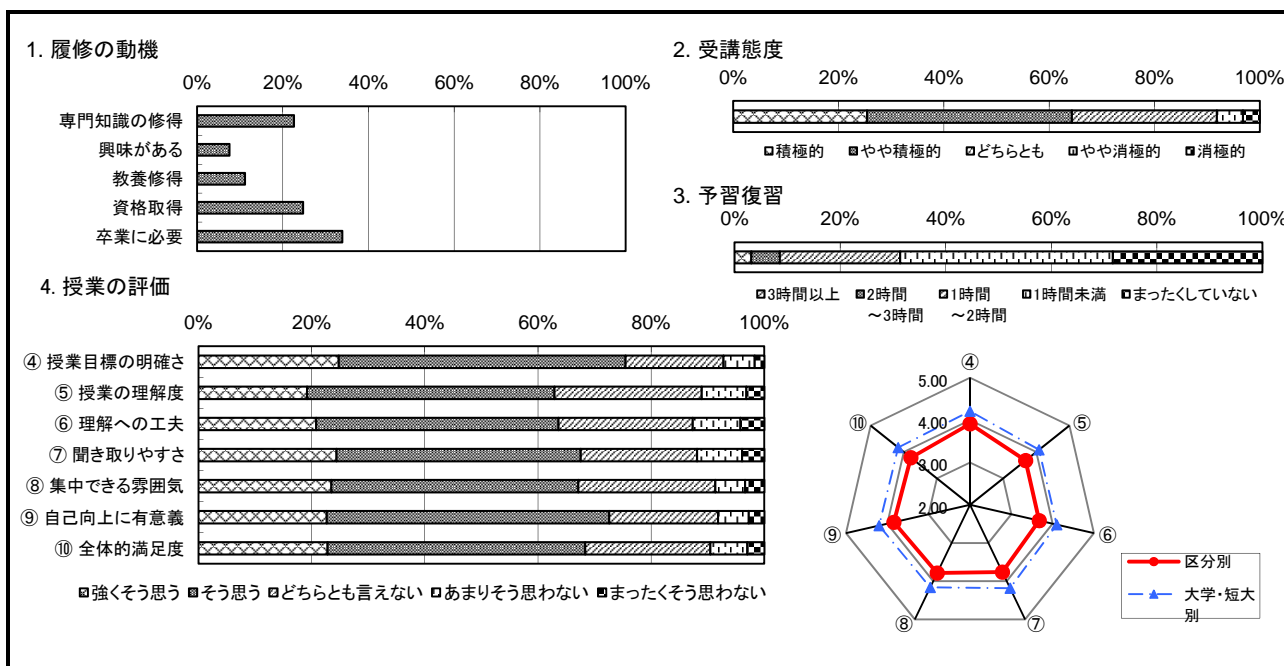 1. 履修の動機
0% 20% 40% 60% 80% 100%
専門知識の修得
興味がある
教養修得
資格取得
卒業に必要
2. 受講態度
0% 20% 40% 60% 80% 100%
積極的 やや積極的 どちらとも やや消極的 消極的
3. 予習復習
0% 20% 40% 60% 80% 100%
3時間以上 2時間 1時間 1時間未満 まったくしていない
～3時間 ～2時間
4. 授業の評価
0% 20% 40% 60% 80% 100%
④ 授業目標の明確さ
⑤ 授業の理解度
⑥ 理解への工夫
⑦ 聞き取りやすさ
⑧ 集中できる雰囲気
⑨ 自己向上に有意義
⑩ 全体的満足度
強くそう思う そう思う どちらとも言えない あまりそう思わない まったくそう思わない
④
5.00
⑩ 4.00 ⑤
3.00
2.00
⑨ ⑥
⑧ ⑦
区分別
大学・短大
別